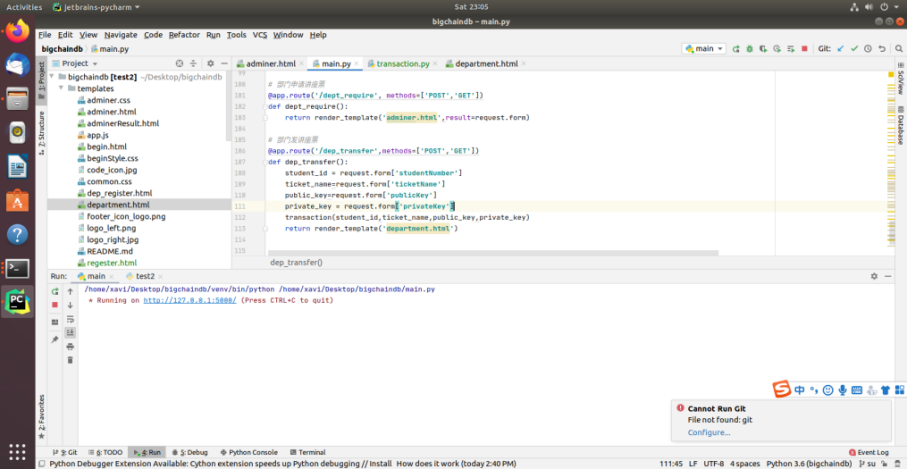 Activities jetbrains-pycharm Sat 23:05
bigchaindb – main.py
File Edit View Navigate Code Refactor Run Tools VCS Window Help
bigchaindb main.py main Git:
Project adminer.html main.py transaction.py department.html
bigchaindb [test2] ~/Desktop/bigchaindb
templates
adminer.css
adminer.html
adminerResult.html
app.js
begin.html
beginStyle.css
code_icon.jpg
common.css
dep_register.html
department.html
footer_icon_logo.png
logo_left.png
logo_right.jpg
README.md
regester.html
1: Project
7: Structure
2: Favorites
SciView
Database
99
100 # 部门申请讲座票
101 @app.route('/dept_require', methods=['POST','GET'])
102 def dept_require():
103 return render_template('adminer.html',result=request.form)
104
105 # 部门发讲座票
106 @app.route('/dep_transfer',methods=['POST','GET'])
107 def dep_transfer():
108 student_id = request.form['studentNumber']
109 ticket_name=request.form['ticketName']
110 public_key=request.form['publicKey']
111 private_key = request.form['privateKey']
112 transaction(student_id,ticket_name,public_key,private_key)
113 return render_template('department.html')
114
115
dep_transfer()
Run: main test2
/home/xavi/Desktop/bigchaindb/venv/bin/python /home/xavi/Desktop/bigchaindb/main.py
* Running on http://127.0.0.1:5000/ (Press CTRL+C to quit)
中
Cannot Run Git
File not found: git
Configure...
9: Git 6: TODO 4: Run 5: Debug Python Console Terminal Event Log
Python Debugger Extension Available: Cython extension speeds up Python debugging // Install How does it work (today 2:40 PM) 111:45 LF UTF-8 4 spaces Python 3.6 (bigchaindb) su